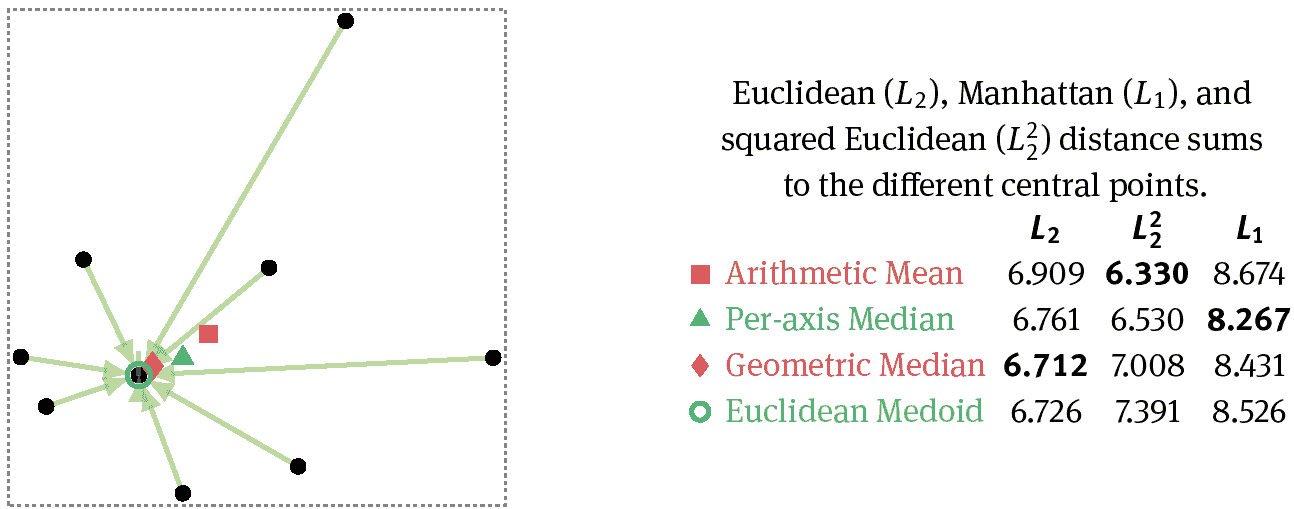 Euclidean (L₂), Manhattan (L₁), and
squared Euclidean (L₂²) distance sums
to the different central points.
L₂ L₂² L₁
Arithmetic Mean 6.909 6.330 8.674
Per-axis Median 6.761 6.530 8.267
Geometric Median 6.712 7.008 8.431
Euclidean Medoid 6.726 7.391 8.526